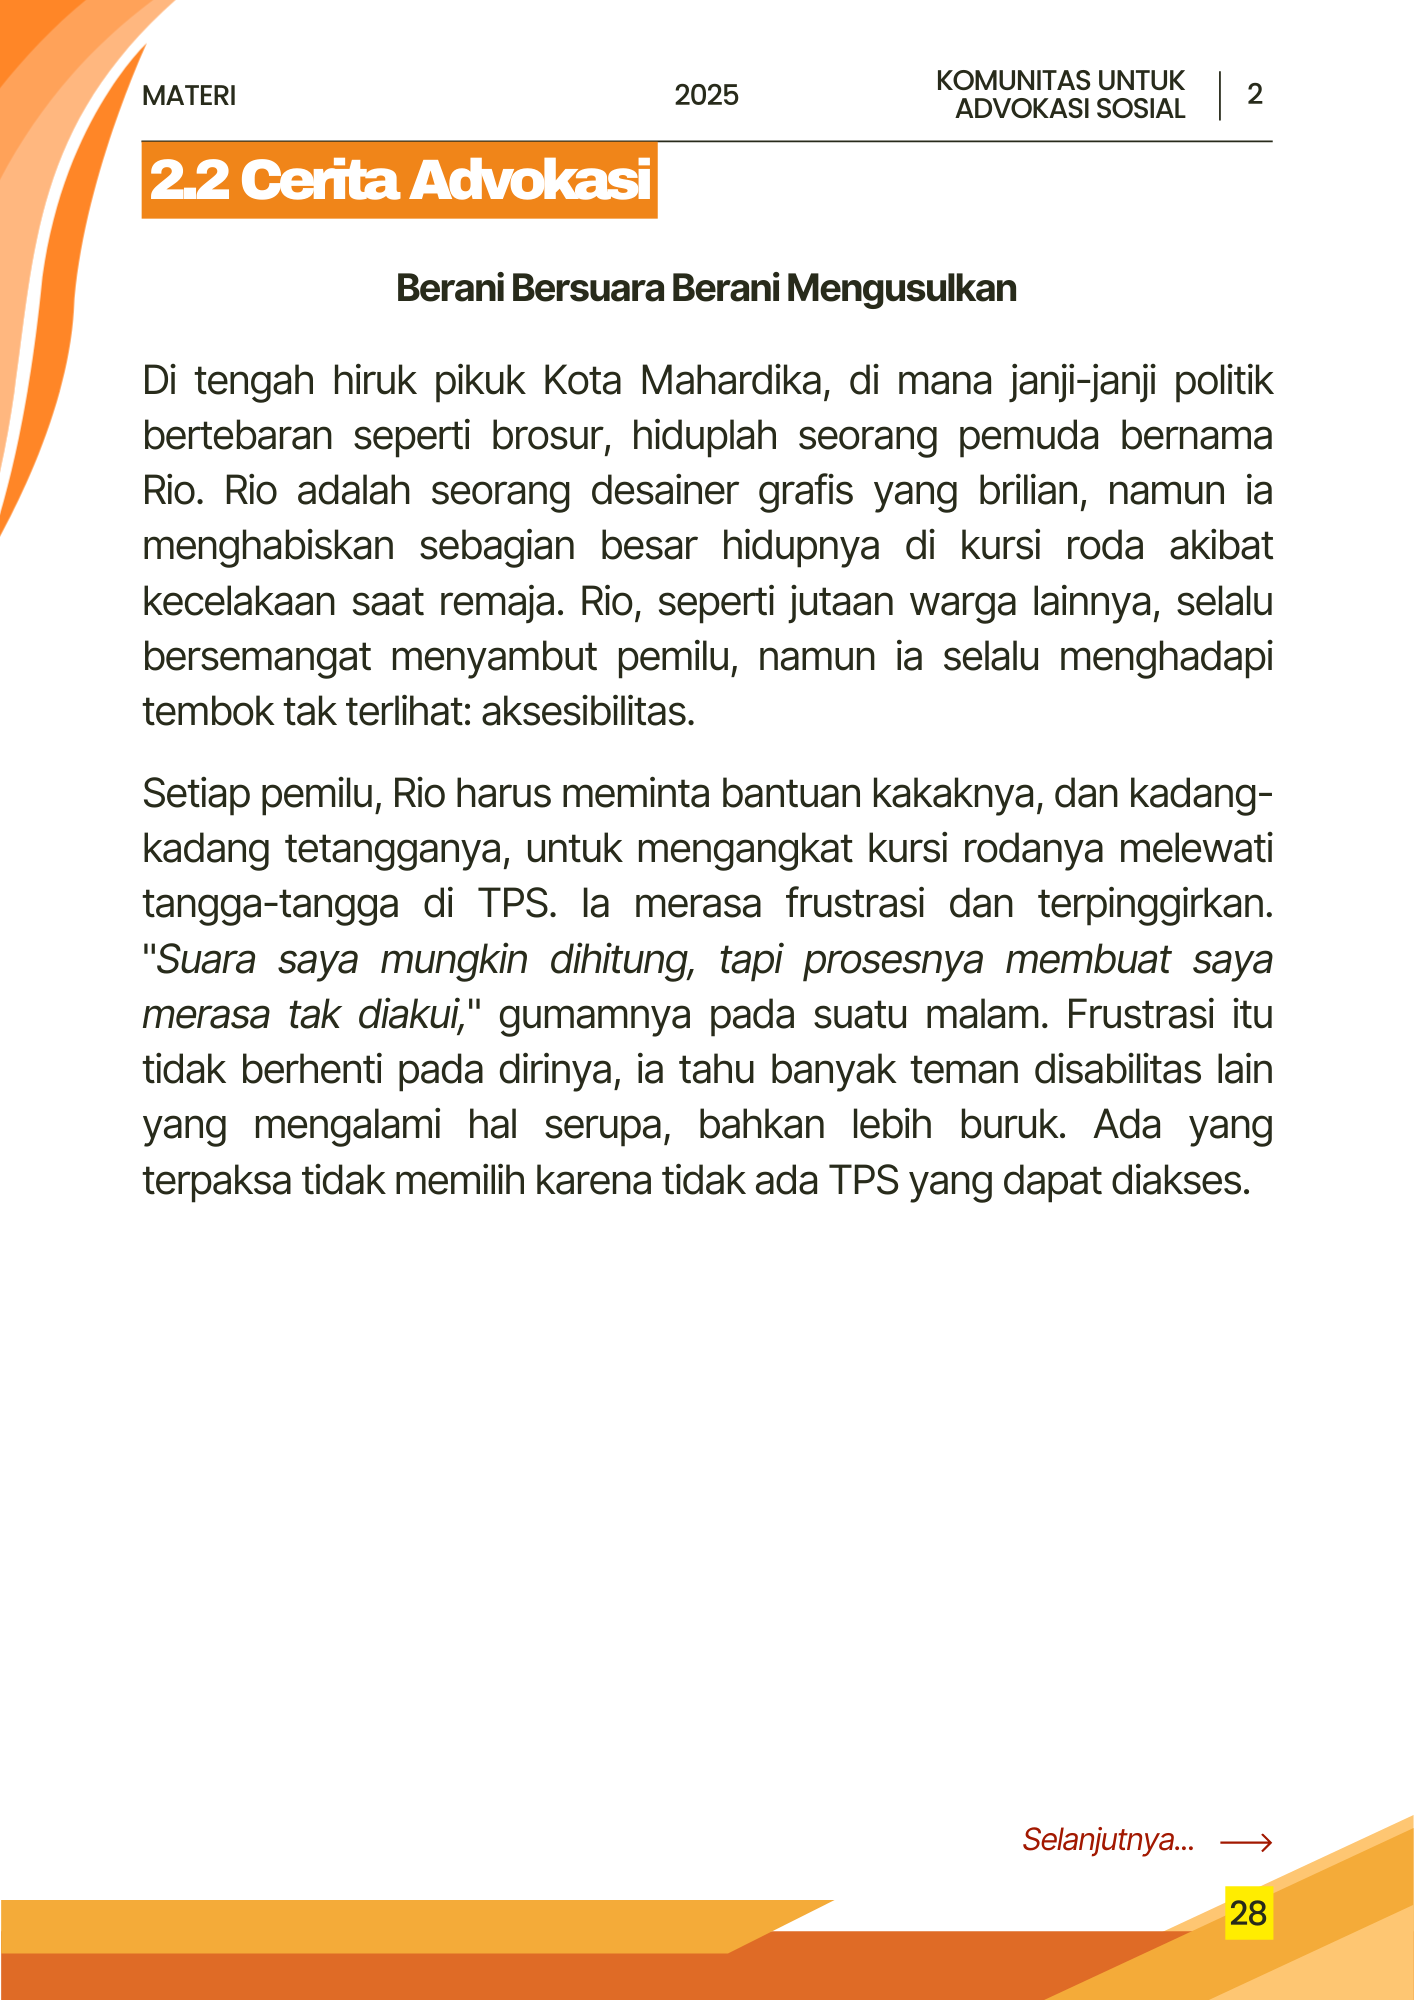 MATERI
2025
KOMUNITAS UNTUK
ADVOKASI SOSIAL
2
2.2 Cerita Advokasi
Berani Bersuara Berani Mengusulkan
Di tengah hiruk pikuk Kota Mahardika, di mana janji-janji politik
bertebaran seperti brosur, hiduplah seorang pemuda bernama
Rio. Rio adalah seorang desainer grafis yang brilian, namun ia
menghabiskan sebagian besar hidupnya di kursi roda akibat
kecelakaan saat remaja. Rio, seperti jutaan warga lainnya, selalu
bersemangat menyambut pemilu, namun ia selalu menghadapi
tembok tak terlihat: aksesibilitas.
Setiap pemilu, Rio harus meminta bantuan kakaknya, dan kadang-
kadang tetangganya, untuk mengangkat kursi rodanya melewati
tangga-tangga di TPS. Ia merasa frustrasi dan terpinggirkan.
"Suara saya mungkin dihitung, tapi prosesnya membuat saya
merasa tak diakui," gumamnya pada suatu malam. Frustrasi itu
tidak berhenti pada dirinya, ia tahu banyak teman disabilitas lain
yang mengalami hal serupa, bahkan lebih buruk. Ada yang
terpaksa tidak memilih karena tidak ada TPS yang dapat diakses.
Selanjutnya...
28